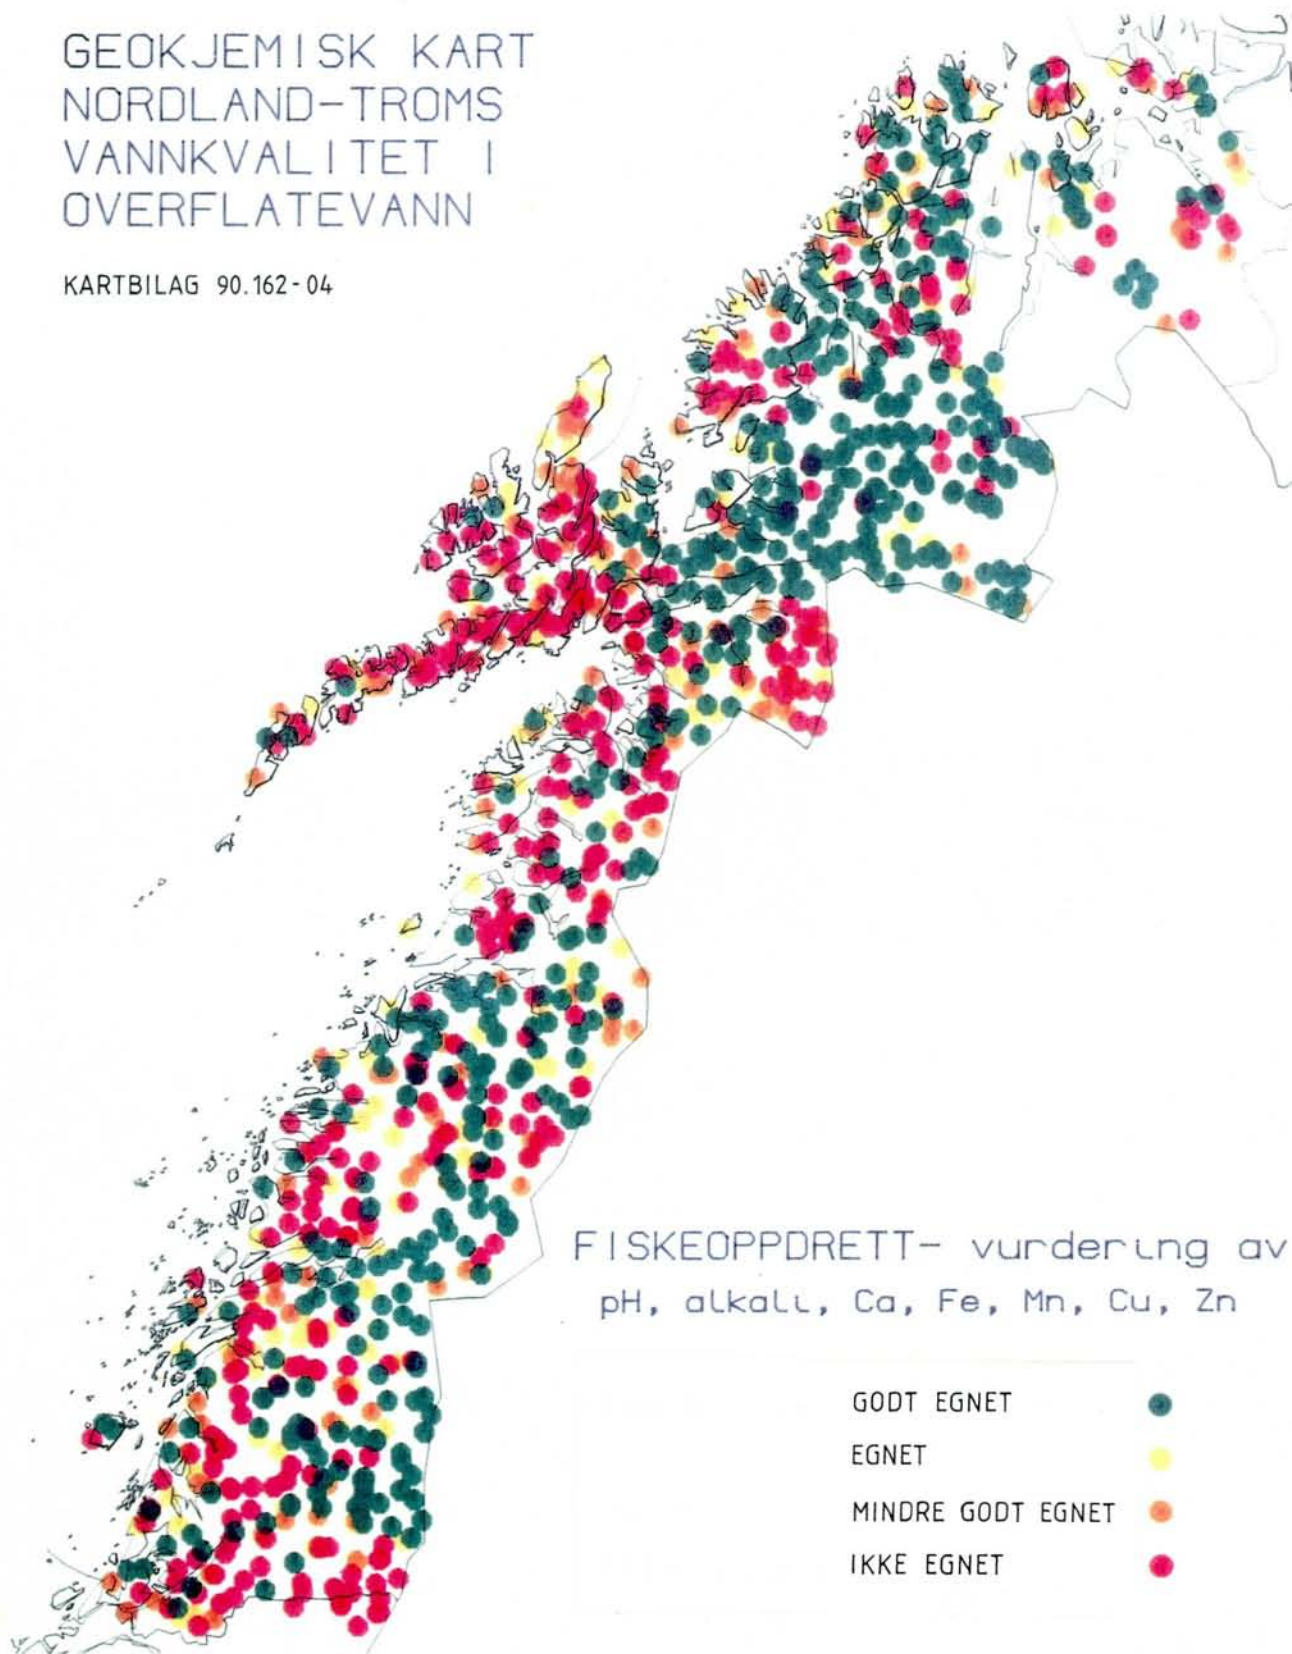 GEOKJEMISK KART
NORDLAND-TROMS
VANNKVALITET I
OVERFLATEVANN
KARTBILAG 90.162-04
FISKEOPPDRETT- vurdering av
pH, alkali, Ca, Fe, Mn, Cu, Zn
GODT EGNET
EGNET
MINDRE GODT EGNET
IKKE EGNET